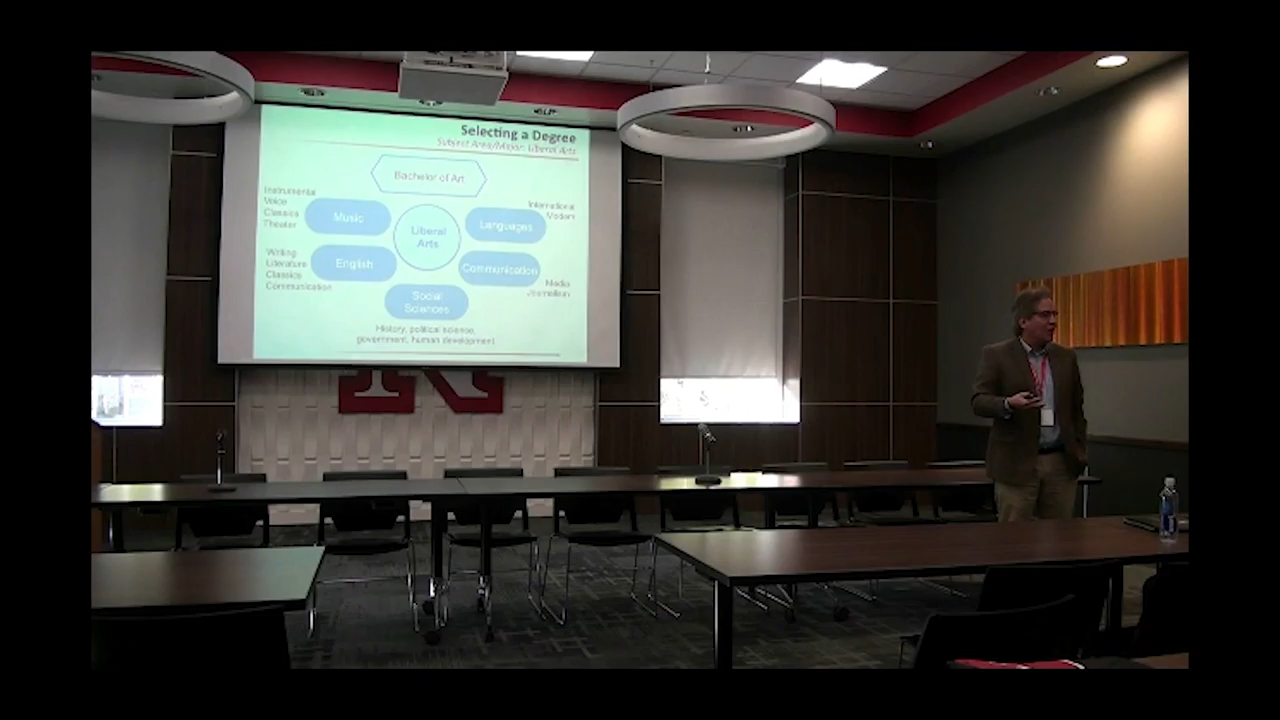 Selecting a Degree
Subject Area/Major: Liberal Arts
Bachelor of Art
Instrumental
Voice
Classics
Theater
Music
Liberal
Arts
Languages
International
Modern
Writing
Literature
Classics
Communication
English
Communication
Media
Journalism
Social
Sciences
History, political science,
government, human development
N